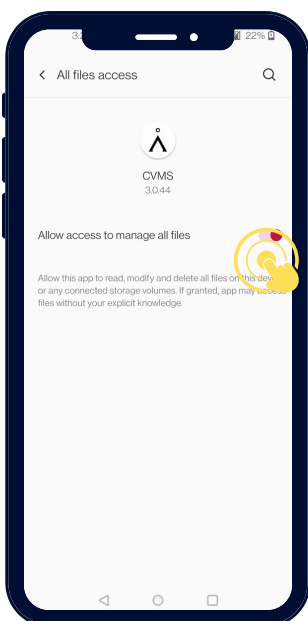 22%
All files access
CVMS
3.0.44
Allow access to manage all files
Allow this app to read, modify and delete all files on this
or any connected storage volumes. If granted, app may
files without your explicit knowledge.